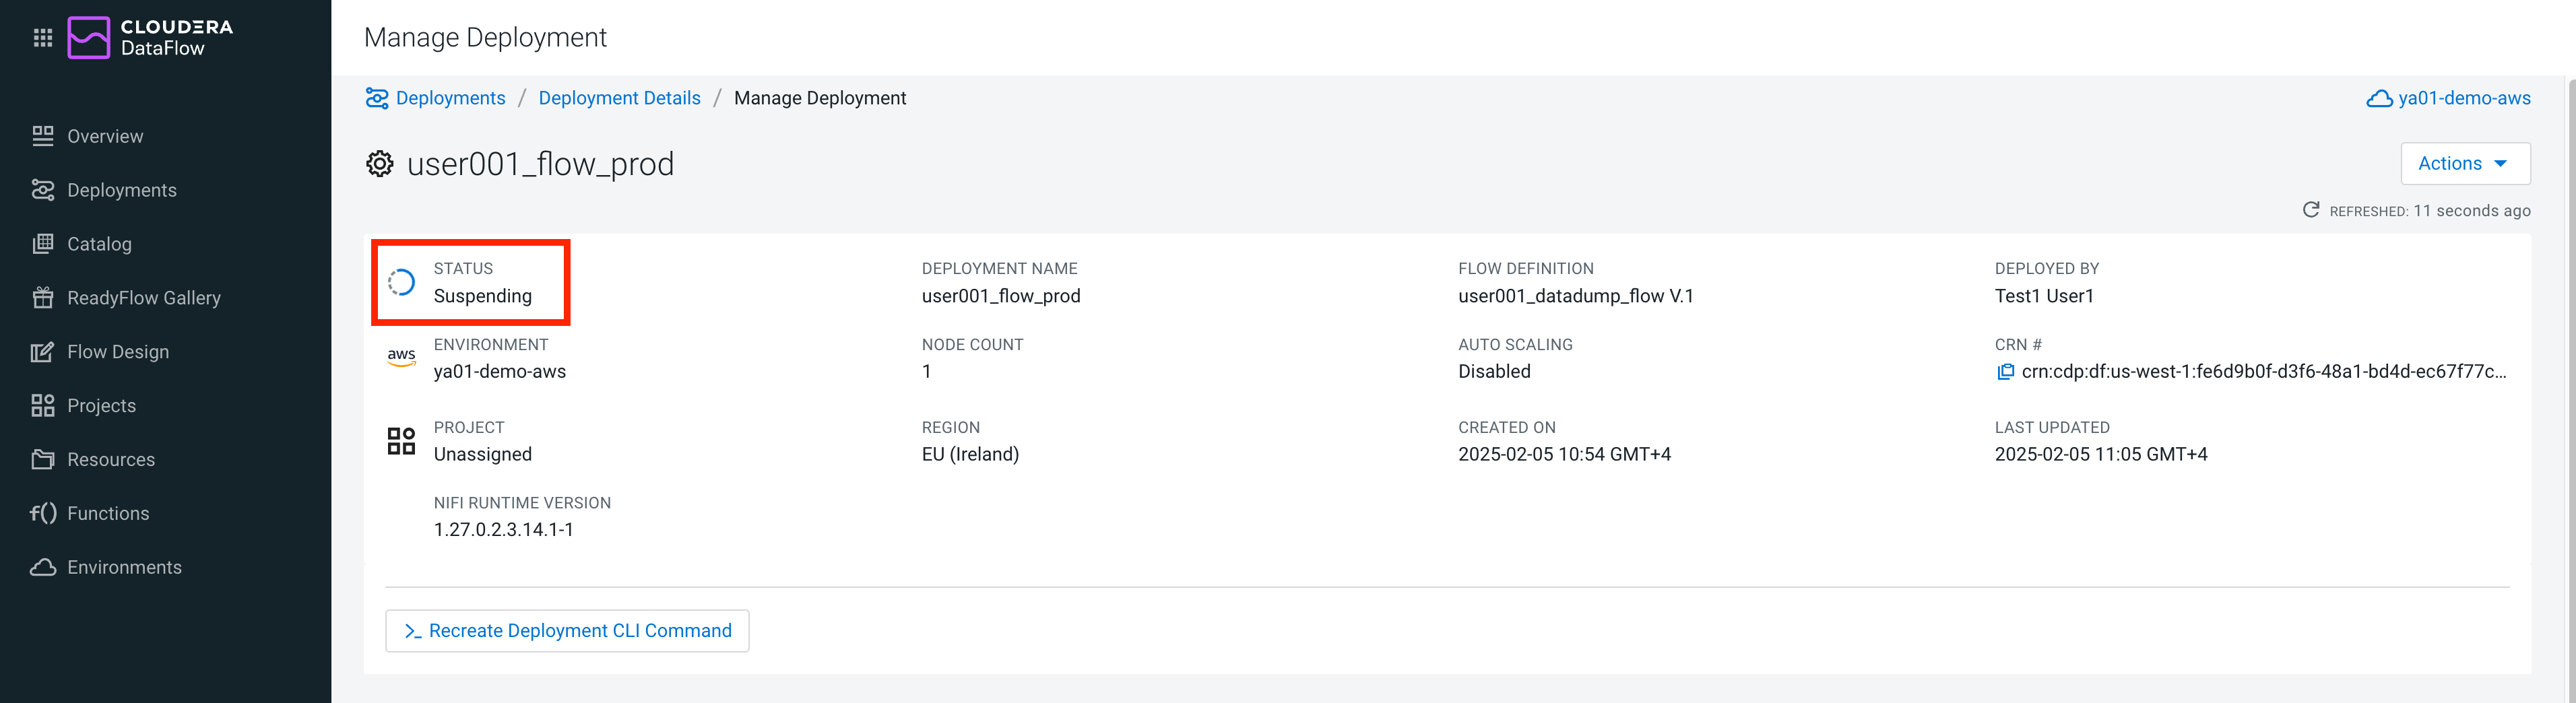 CLOUDERA
DataFlow
Overview
Deployments
Catalog
ReadyFlow Gallery
Flow Design
Projects
Resources
f() Functions
Environments
Manage Deployment
Deployments / Deployment Details / Manage Deployment
ya01-demo-aws
user001_flow_prod
Actions
REFRESHED: 11 seconds ago
STATUS
Suspending
DEPLOYMENT NAME
user001_flow_prod
FLOW DEFINITION
user001_datadump_flow V.1
DEPLOYED BY
Test1 User1
aws
ENVIRONMENT
ya01-demo-aws
NODE COUNT
1
AUTO SCALING
Disabled
CRN #
crn:cdp:df:us-west-1:fe6d9b0f-d3f6-48a1-bd4d-ec67f77c...
PROJECT
Unassigned
REGION
EU (Ireland)
CREATED ON
2025-02-05 10:54 GMT+4
LAST UPDATED
2025-02-05 11:05 GMT+4
NIFI RUNTIME VERSION
1.27.0.2.3.14.1-1
>_ Recreate Deployment CLI Command